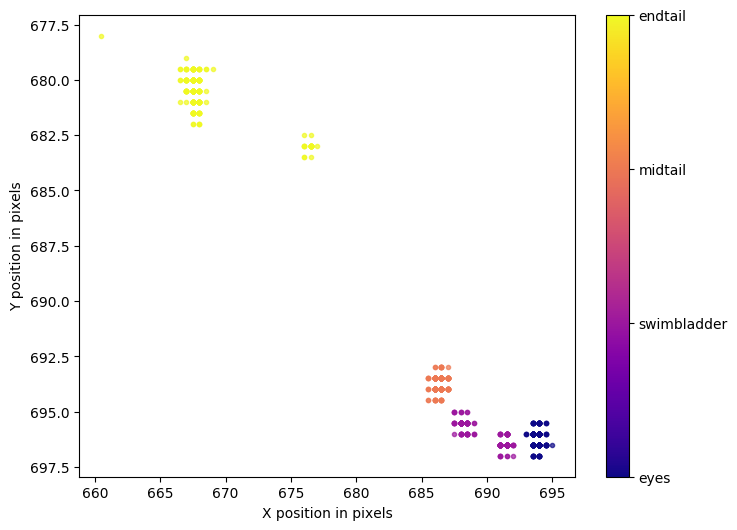 677.5
680.0
682.5
685.0
687.5
690.0
692.5
695.0
697.5
Y position in pixels
660 665 670 675 680 685 690 695
X position in pixels
endtail
midtail
swimbladder
eyes